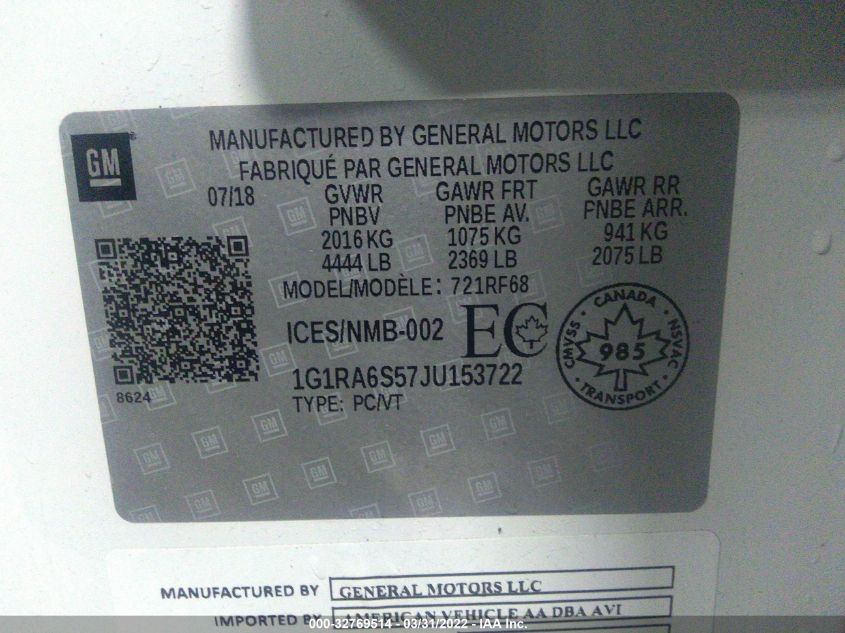 GM
MANUFACTURED BY GENERAL MOTORS LLC
FABRIQUÉ PAR GENERAL MOTORS LLC
07/18 GVWR GAWR FRT GAWR RR
PNBV PNBE AV. PNBE ARR.
2016 KG 1075 KG 941 KG
4444 LB 2369 LB 2075 LB
MODEL/MODÈLE: 721RF68
ICES/NMB-002 EC
CANADA
CMVSS 985 NSVAC
TRANSPORT
1G1RA6S57JU153722
8624 TYPE: PC/VT
MANUFACTURED BY GENERAL MOTORS LLC
IMPORTED BY AMERICAN VEHICLE AA DBA AVI
000-32769514 - 03/31/2022 - IAA Inc.